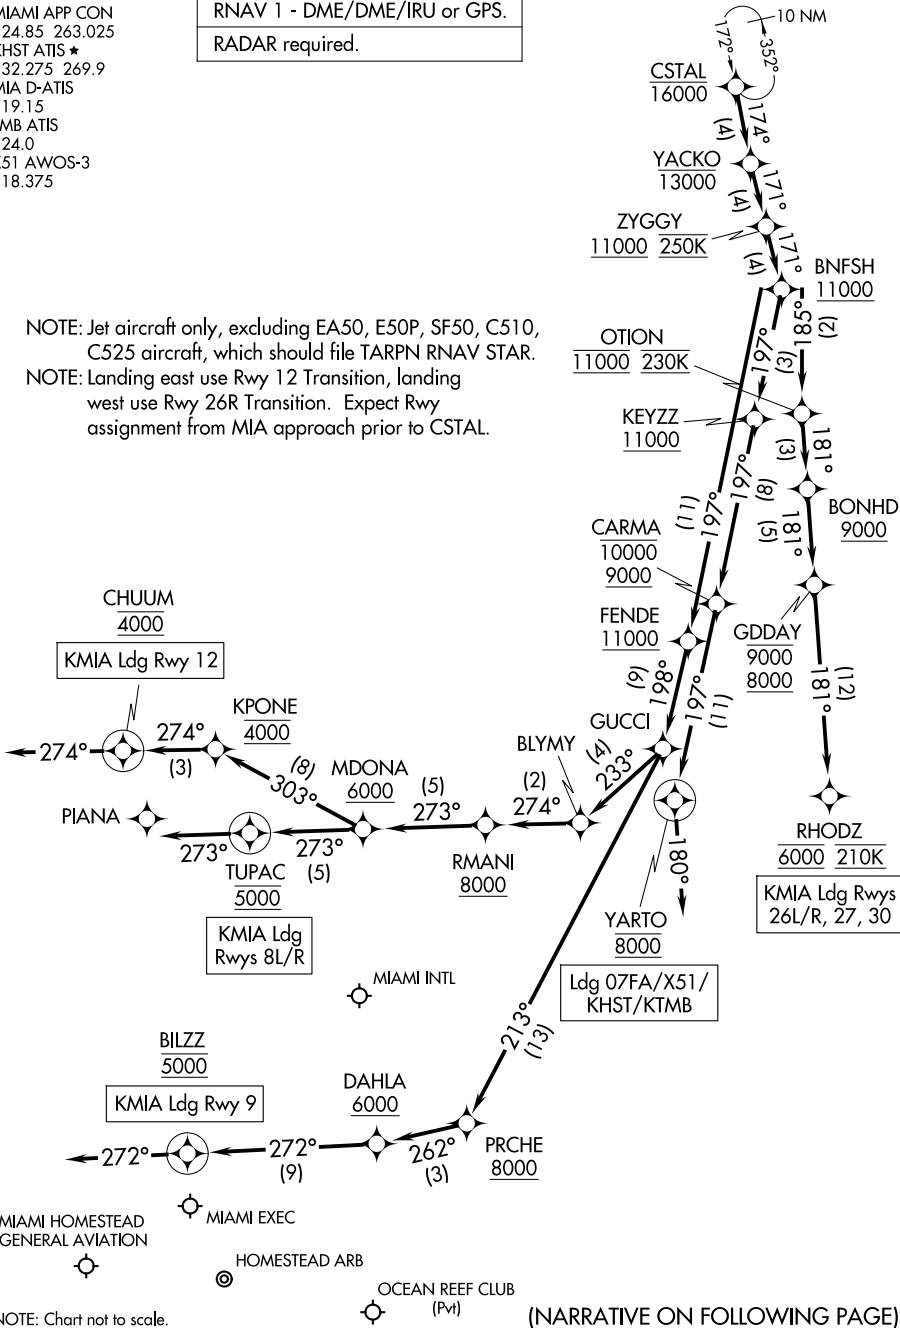 MIAMI APP CON
24.85 263.025
HST ATIS ★
32.275 269.9
MIA D-ATIS
19.15
MB ATIS
24.0
51 AWOS-3
18.375
RNAV 1 - DME/DME/IRU or GPS.
RADAR required.
10 NM
172°
352°
CSTAL
16000
174°
(4)
YACKO
13000
171°
(4)
ZYGGY
11000 250K
171°
(4)
BNFSH
11000
NOTE: Jet aircraft only, excluding EA50, E50P, SF50, C510,
C525 aircraft, which should file TARPN RNAV STAR.
NOTE: Landing east use Rwy 12 Transition, landing
west use Rwy 26R Transition. Expect Rwy
assignment from MIA approach prior to CSTAL.
185°
(2)
197°
(3)
OTION
11000 230K
KEYZZ
11000
181°
(3)
197°
(8)
197°
(11)
BONHD
9000
181°
(5)
CARMA
10000
9000
FENDE
11000
GDDAY
9000
8000
181°
(12)
198°
(9)
197°
(11)
CHUUM
4000
KMIA Ldg Rwy 12
KPONE
4000
274°
274°
(3)
303°
(8)
MDONA
6000
273°
(5)
274°
(2)
BLYMY
233°
(4)
GUCCI
PIANA
273°
TUPAC
5000
273°
(5)
KMIA Ldg
Rwys 8L/R
RMANI
8000
180°
YARTO
8000
Ldg 07FA/X51/
KHST/KTMB
RHODZ
6000 210K
KMIA Ldg Rwys
26L/R, 27, 30
MIAMI INTL
213°
(13)
BILZZ
5000
KMIA Ldg Rwy 9
DAHLA
6000
272°
272°
(9)
262°
(3)
PRCHE
8000
MIAMI HOMESTEAD
GENERAL AVIATION
MIAMI EXEC
HOMESTEAD ARB
OCEAN REEF CLUB
(Pvt)
NOTE: Chart not to scale.
(NARRATIVE ON FOLLOWING PAGE)